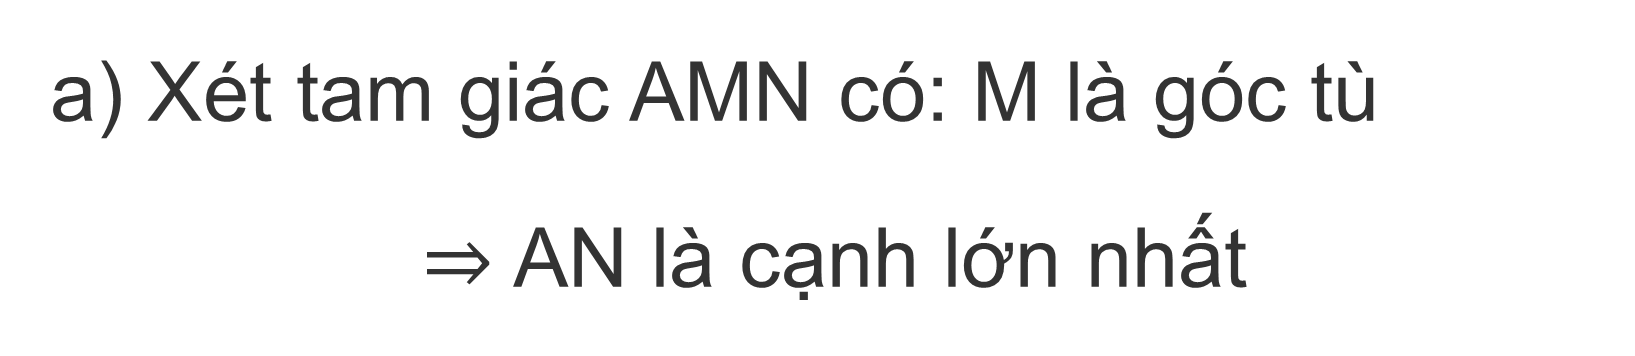 a) Xét tam giác AMN có: M là góc tù
⇒ AN là cạnh lớn nhất